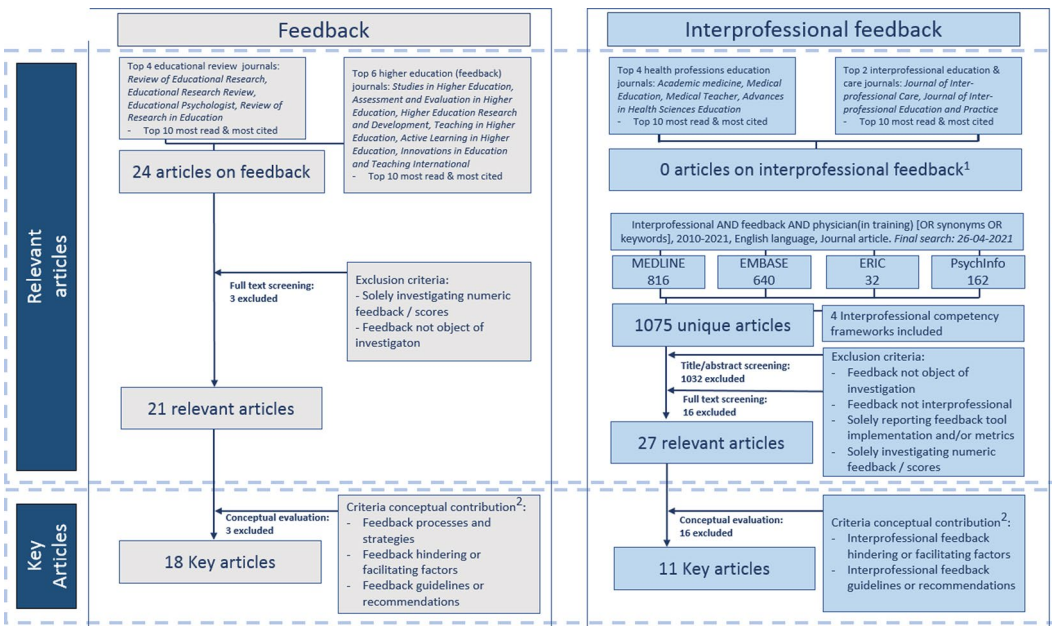 Feedback
Top 4 educational review journals:
Review of Educational Research,
Educational Research Review,
Educational Psychologist, Review of
Research in Education
- Top 10 most read & most cited
Top 6 higher education (feedback)
journals: Studies in Higher Education,
Assessment and Evaluation in Higher
Education, Higher Education Research
and Development, Teaching in Higher
Education, Active Learning in Higher
Education, Innovations in Education
and Teaching International
- Top 10 most read & most cited
24 articles on feedback
Full text screening:
3 excluded
Exclusion criteria:
- Solely investigating numeric
feedback / scores
- Feedback not object of
investigaton
21 relevant articles
Conceptual evaluation:
3 excluded
Criteria conceptual contribution2:
- Feedback processes and
strategies
- Feedback hindering or
facilitating factors
- Feedback guidelines or
recommendations
18 Key articles
Interprofessional feedback
Top 4 health professions education
journals: Academic medicine, Medical
Education, Medical Teacher, Advances
in Health Sciences Education
- Top 10 most read & most cited
Top 2 interprofessional education &
care journals: Journal of Inter-
professional Care, Journal of Inter-
professional Education and Practice
- Top 10 most read & most cited
0 articles on interprofessional feedback1
Interprofessional AND feedback AND physician(in training) [OR synonyms OR
keywords], 2010-2021, English language, Journal article. Final search: 26-04-2021
MEDLINE
816
EMBASE
640
ERIC
32
PsychInfo
162
1075 unique articles
4 Interprofessional competency
frameworks included
Title/abstract screening:
1032 excluded
Full text screening:
16 excluded
Exclusion criteria:
- Feedback not object of
investigation
- Feedback not interprofessional
- Solely reporting feedback tool
implementation and/or metrics
- Solely investigating numeric
feedback / scores
27 relevant articles
Conceptual evaluation:
16 excluded
Criteria conceptual contribution2:
- Interprofessional feedback
hindering or facilitating factors
- Interprofessional feedback
guidelines or recommendations
11 Key articles
Relevant
articles
Key
Articles